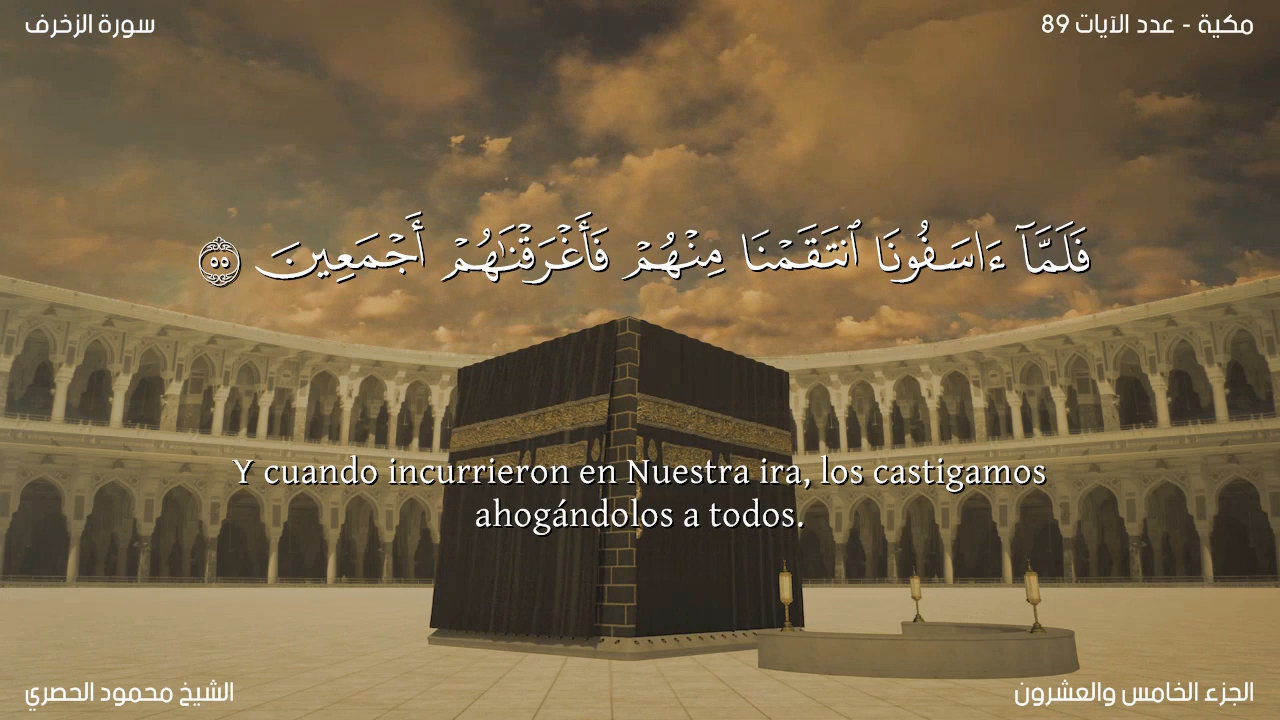 سورة الزخرف
مكية - عدد الآيات 89
فَلَمَّآ ءَاسَفُونَا ٱنتَقَمْنَا مِنْهُمْ فَأَغْرَقْنَٰهُمْ أَجْمَعِينَ ٥٥
Y cuando incurrieron en Nuestra ira, los castigamos
ahogándolos a todos.
الشيخ محمود الحصري
الجزء الخامس والعشرون